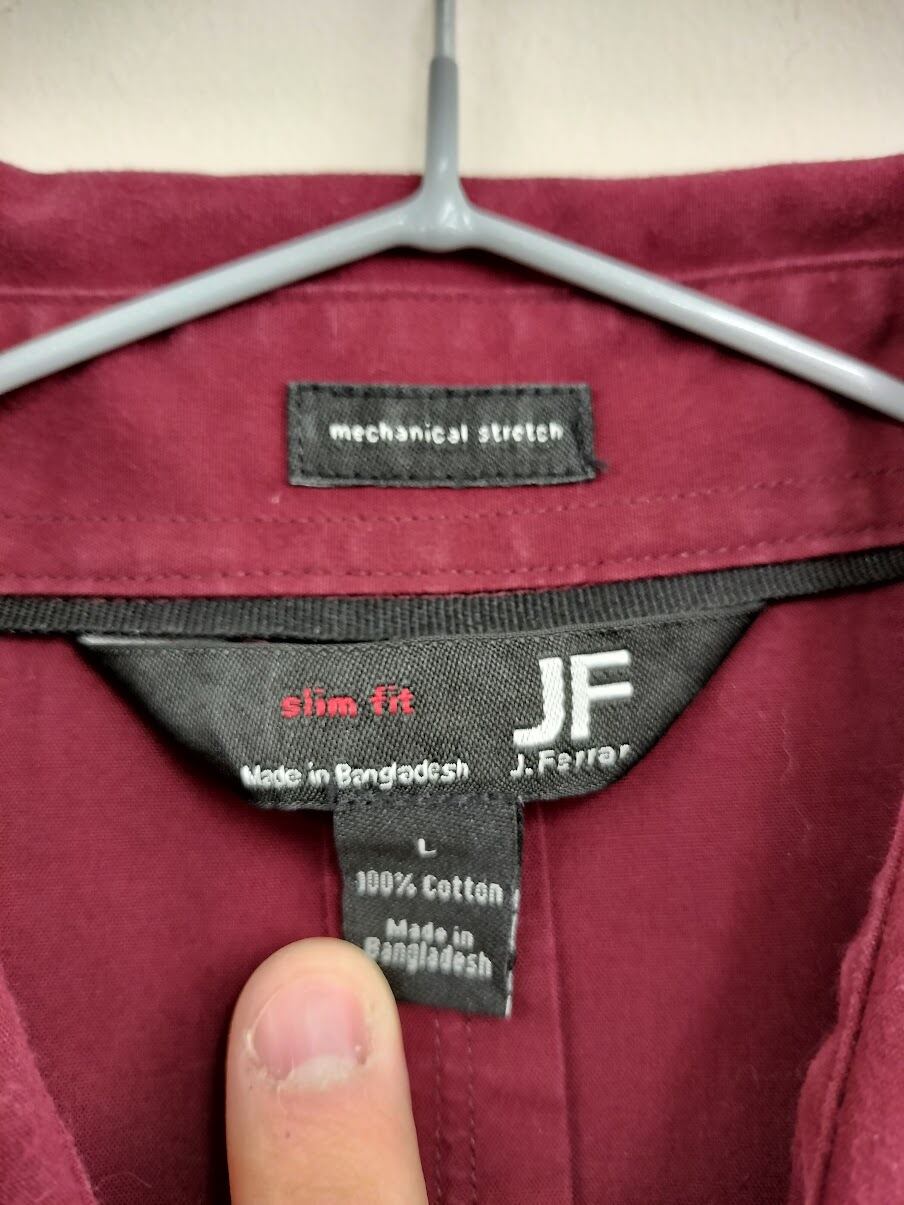 mechanical stretch
slim fit
JF
Made in Bangladesh
J.Ferrar
L
100% Cotton
Made in
Bangladesh